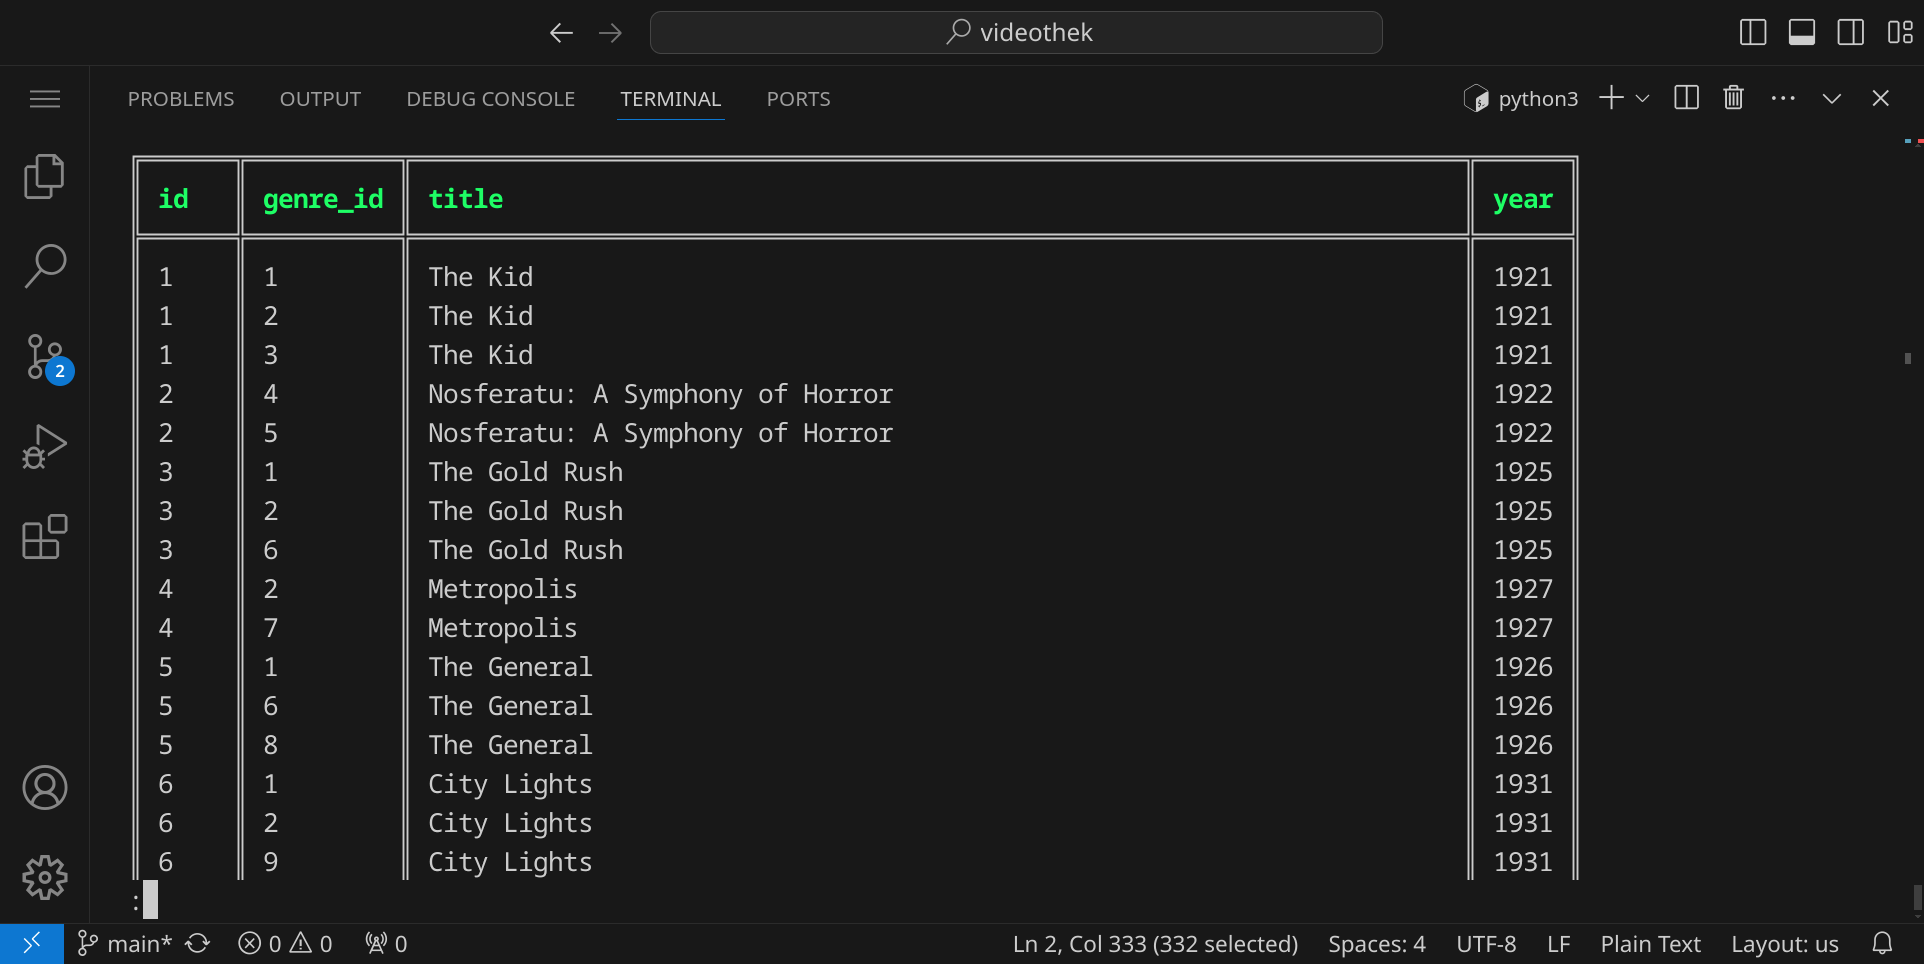 videothek
PROBLEMS OUTPUT DEBUG CONSOLE TERMINAL PORTS python3
id genre_id title year
1 1 The Kid 1921
1 2 The Kid 1921
1 3 The Kid 1921
2 4 Nosferatu: A Symphony of Horror 1922
2 5 Nosferatu: A Symphony of Horror 1922
3 1 The Gold Rush 1925
3 2 The Gold Rush 1925
3 6 The Gold Rush 1925
4 2 Metropolis 1927
4 7 Metropolis 1927
5 1 The General 1926
5 6 The General 1926
5 8 The General 1926
6 1 City Lights 1931
6 2 City Lights 1931
6 9 City Lights 1931
:
2
main* 0 0 0 Ln 2, Col 333 (332 selected) Spaces: 4 UTF-8 LF Plain Text Layout: us